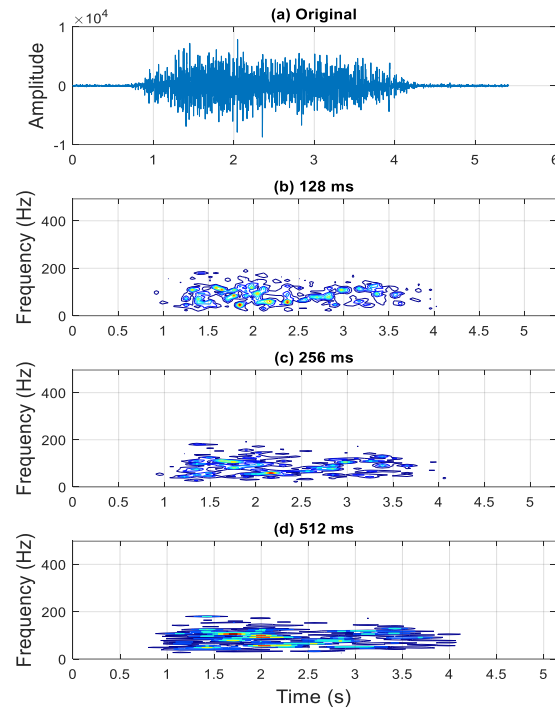 (a) Original
×10⁴
Amplitude
1
0
-1
0 1 2 3 4 5 6
(b) 128 ms
Frequency (Hz)
400
200
0
0 0.5 1 1.5 2 2.5 3 3.5 4 4.5 5
(c) 256 ms
Frequency (Hz)
400
200
0
0 0.5 1 1.5 2 2.5 3 3.5 4 4.5 5
(d) 512 ms
Frequency (Hz)
400
200
0
0 0.5 1 1.5 2 2.5 3 3.5 4 4.5 5
Time (s)